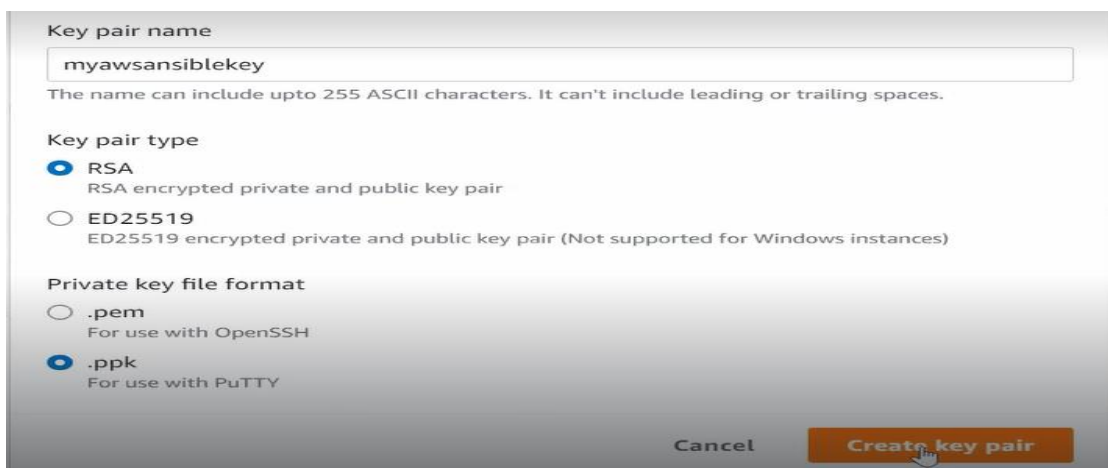 Key pair name
myawsansiblekey
The name can include upto 255 ASCII characters. It can't include leading or trailing spaces.
Key pair type
RSA
RSA encrypted private and public key pair
ED25519
ED25519 encrypted private and public key pair (Not supported for Windows instances)
Private key file format
.pem
For use with OpenSSH
.ppk
For use with PuTTY
Cancel Create key pair